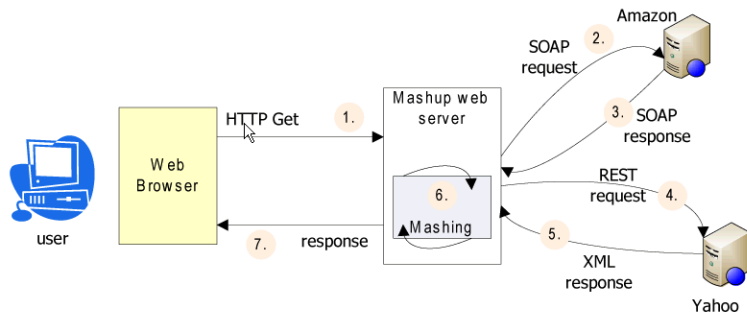 Amazon
SOAP
request
2.
3.
SOAP
response
HTTP Get
1.
Mashup web
server
Web
Browser
user
6.
Mashing
REST
request
4.
7.
response
5.
XML
response
Yahoo